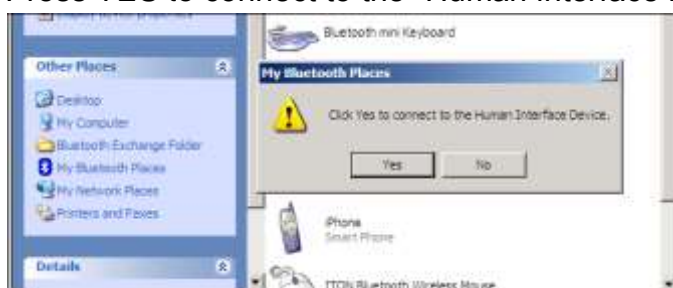 Press YES to connect to the "Human Interface
Bluetooth mini Keyboard
Other Places
Desktop
My Computer
Bluetooth Exchange Folder
My Bluetooth Places
My Network Places
Printers and Faxes
Details
My Bluetooth Places
Click Yes to connect to the Human Interface Device.
Yes
No
iPhone
Smart Phone
ITON Bluetooth Wireless Mouse